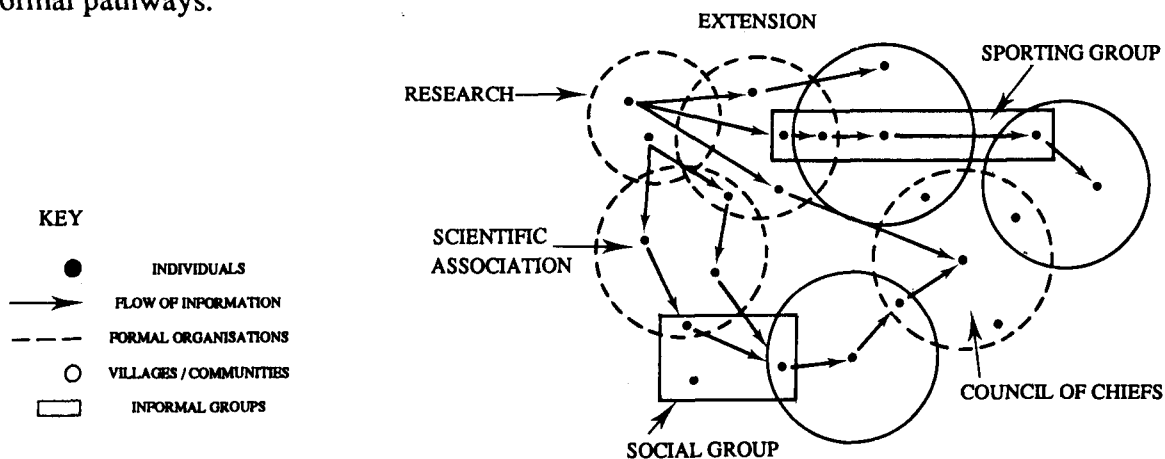 ormal pathways.
EXTENSION
SPORTING GROUP
RESEARCH
KEY
INDIVIDUALS
FLOW OF INFORMATION
FORMAL ORGANISATIONS
VILLAGES / COMMUNITIES
INFORMAL GROUPS
SCIENTIFIC
ASSOCIATION
COUNCIL OF CHIEFS
SOCIAL GROUP